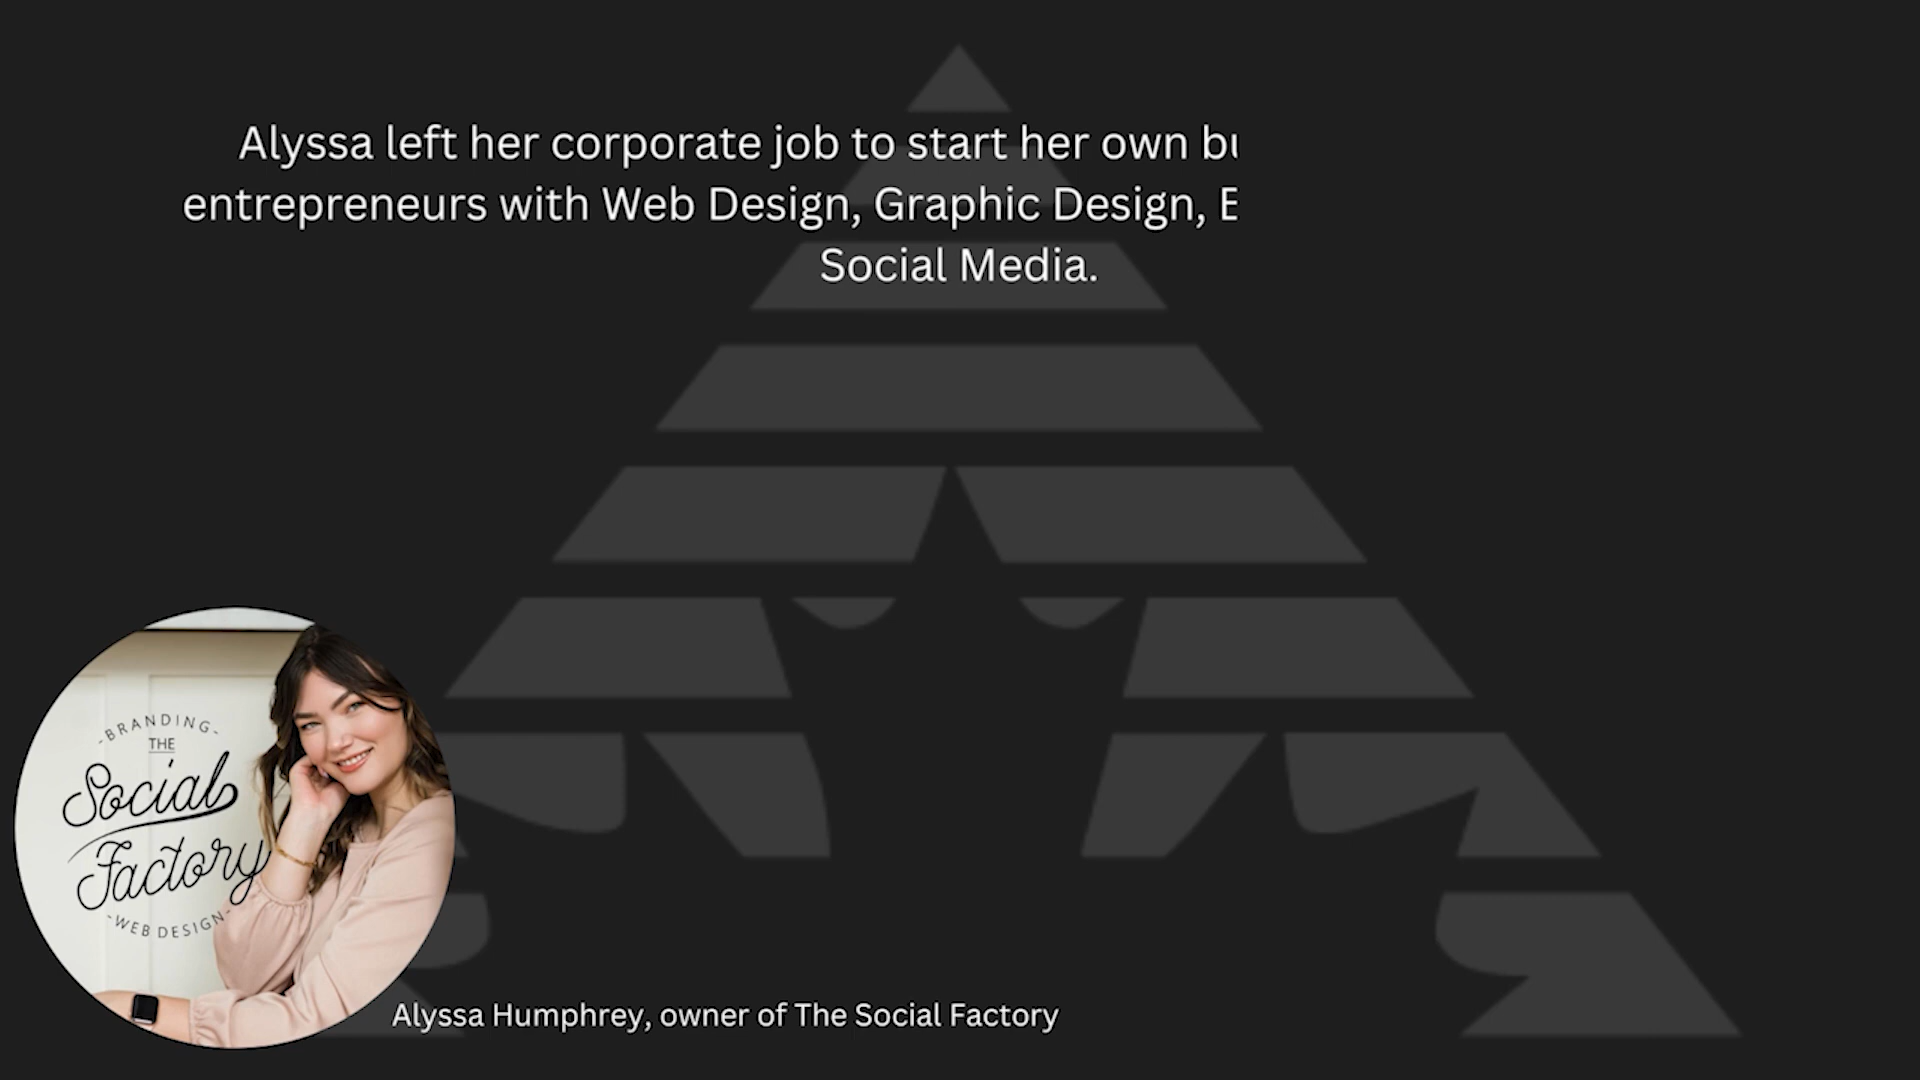 Alyssa left her corporate job to start her own
entrepreneurs with Web Design, Graphic Design,
Social Media.
-BRANDING-
THE
Social
Factory
-WEB DESIGN-
Alyssa Humphrey, owner of The Social Factory